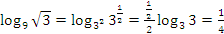 log₉ √3 = log₃² 3^(1/2) = (1/2)/2 log₃ 3 = 1/4